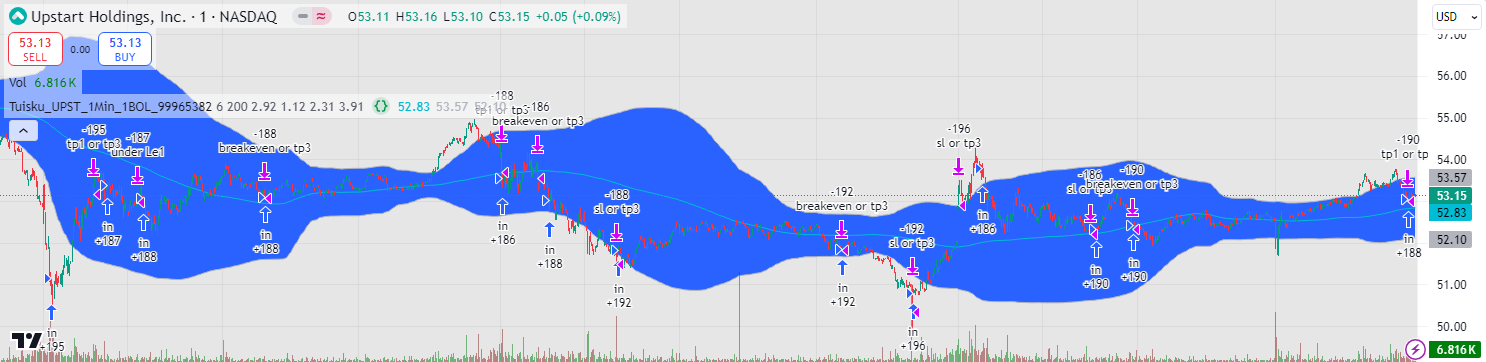 Upstart Holdings, Inc. · 1 · NASDAQ
O53.11 H53.16 L53.10 C53.15 +0.05 (+0.09%)
USD
57.00
53.13
SELL
0.00
53.13
BUY
Vol 6.816 K
56.00
Tuisku_UPST_1Min_1BOL_99965382 6 200 2.92 1.12 2.31 3.91 {} 52.83 53.57 52.10
-188
tp1 or tp3
-186
breakeven or tp3
55.00
-195
tp1 or tp3
-187
under Le1
-188
breakeven or tp3
-196
sl or tp3
-190
tp1 or tp
54.00
-186
sl or tp3
-190
breakeven or tp3
53.57
-192
breakeven or tp3
53.15
-188
sl or tp3
52.83
in
+187
in
+188
in
+188
in
+186
in
+188
-192
sl or tp3
in
+186
in
+188
52.10
in
+192
in
+192
in
+190
in
+190
51.00
in
+195
in
+196
50.00
TV
6.816 K